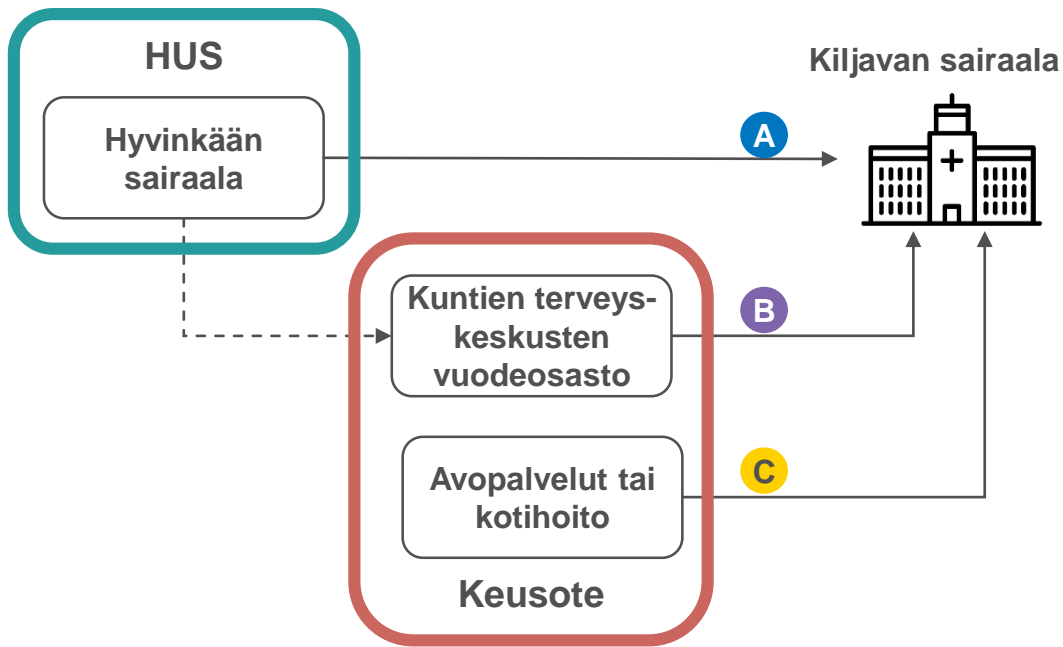 HUS
Hyvinkään
sairaala
A
Kiljavan sairaala
Kuntien terveys-
keskusten
vuodeosasto
B
Avopalvelut tai
kotihoito
C
Keusote